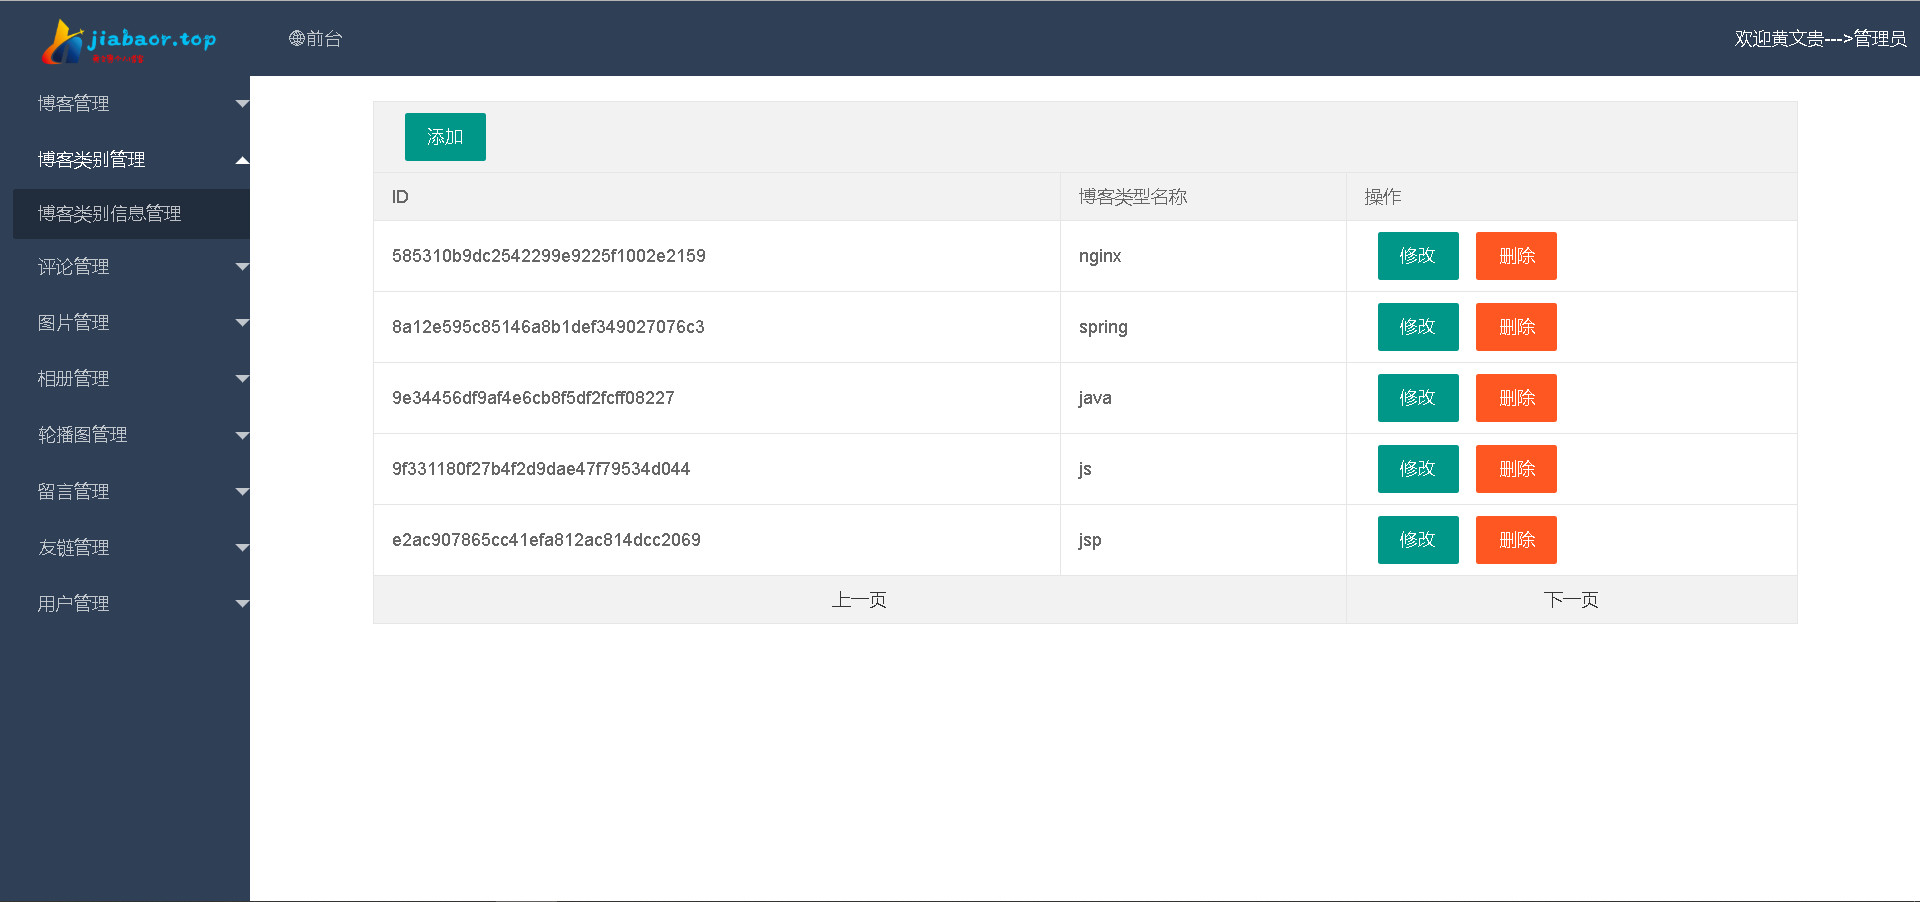 jiabaor.top
前台
欢迎黄文贵--->管理员
博客管理
博客类别管理
博客类别信息管理
评论管理
图片管理
相册管理
轮播图管理
留言管理
友链管理
用户管理
添加
ID 博客类型名称 操作
585310b9dc2542299e9225f1002e2159 nginx 修改 删除
8a12e595c85146a8b1def349027076c3 spring 修改 删除
9e34456df9af4e6cb8f5df2fcff08227 java 修改 删除
9f331180f27b4f2d9dae47f79534d044 js 修改 删除
e2ac907865cc41efa812ac814dcc2069 jsp 修改 删除
上一页 下一页